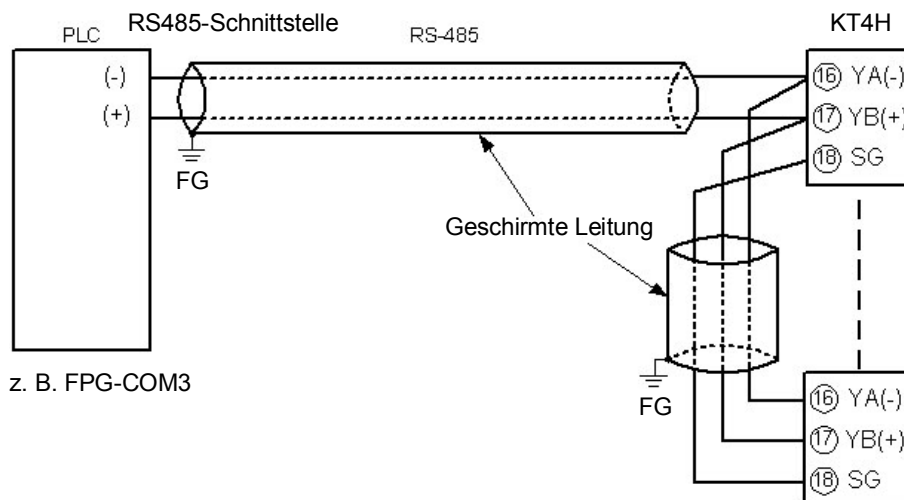 RS485-Schnittstelle
PLC
RS-485
KT4H
(-)
(+)
FG
16 YA(-)
17 YB(+)
18 SG
Geschirmte Leitung
z. B. FPG-COM3
FG
16 YA(-)
17 YB(+)
18 SG